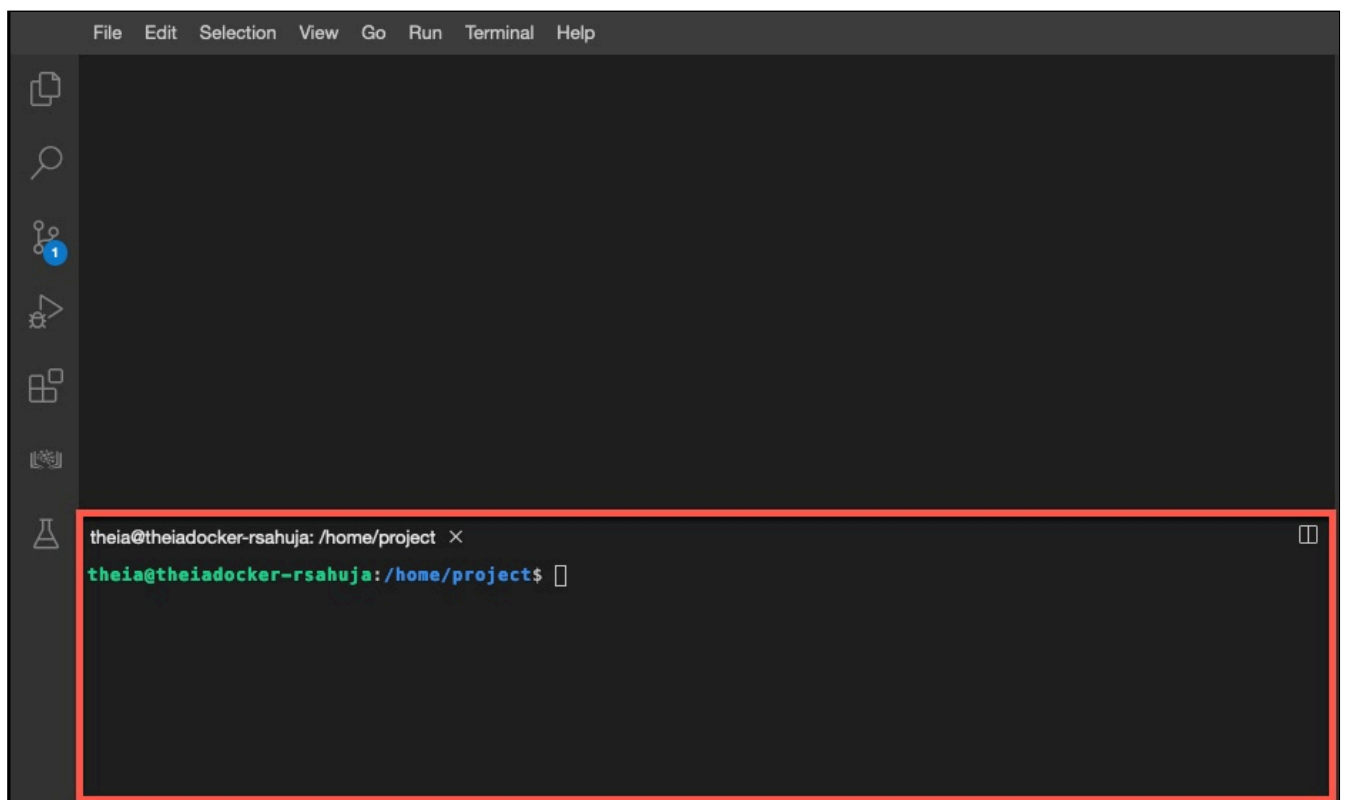 File Edit Selection View Go Run Terminal Help
1
theia@theiadocker-rsahuja: /home/project ×
theia@theiadocker-rsahuja:/home/project$